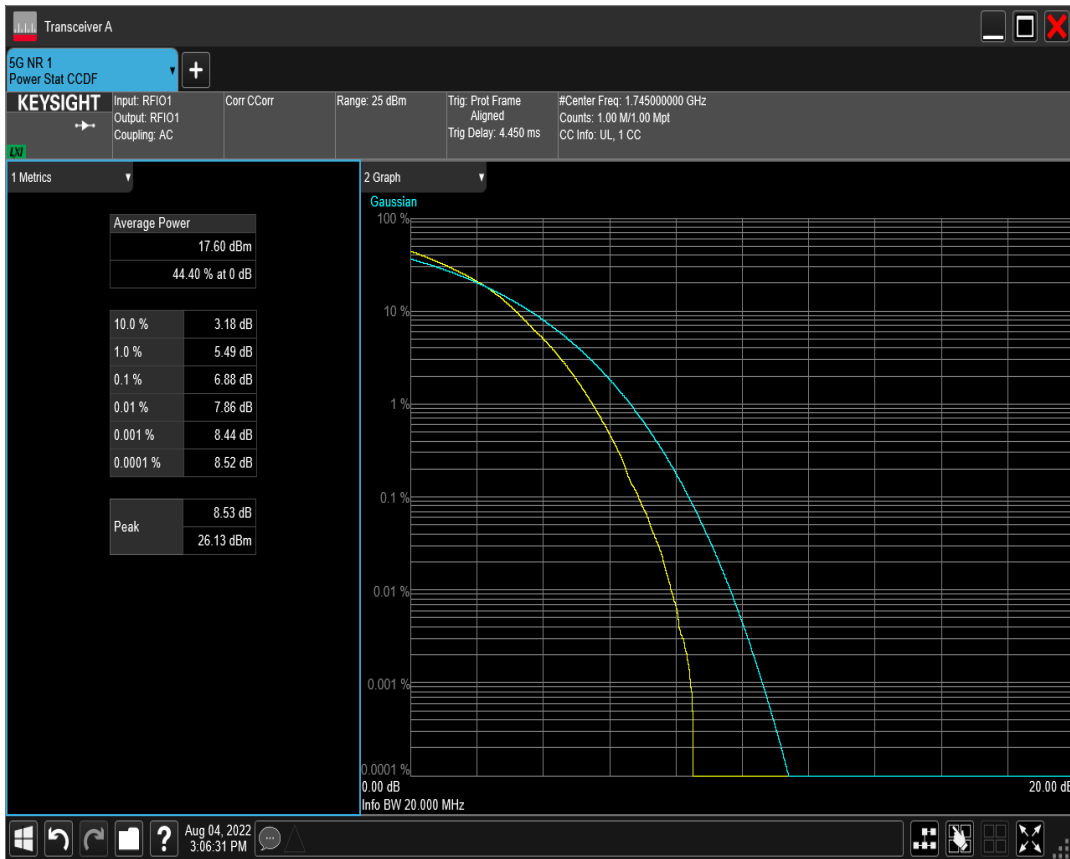 Transceiver A
5G NR 1
Power Stat CCDF
KEYSIGHT
LXI
Input: RFIO1
Output: RFIO1
Coupling: AC
Corr CCorr
Range: 25 dBm
Trig: Prot Frame
Aligned
Trig Delay: 4.450 ms
#Center Freq: 1.745000000 GHz
Counts: 1.00 M/1.00 Mpt
CC Info: UL, 1 CC
1 Metrics
Average Power
17.60 dBm
44.40 % at 0 dB
10.0 % 3.18 dB
1.0 % 5.49 dB
0.1 % 6.88 dB
0.01 % 7.86 dB
0.001 % 8.44 dB
0.0001 % 8.52 dB
Peak
8.53 dB
26.13 dBm
2 Graph
Gaussian
100 %
10 %
1 %
0.1 %
0.01 %
0.001 %
0.0001 %
0.00 dB 20.00 dB
Info BW 20.000 MHz
Aug 04, 2022
3:06:31 PM